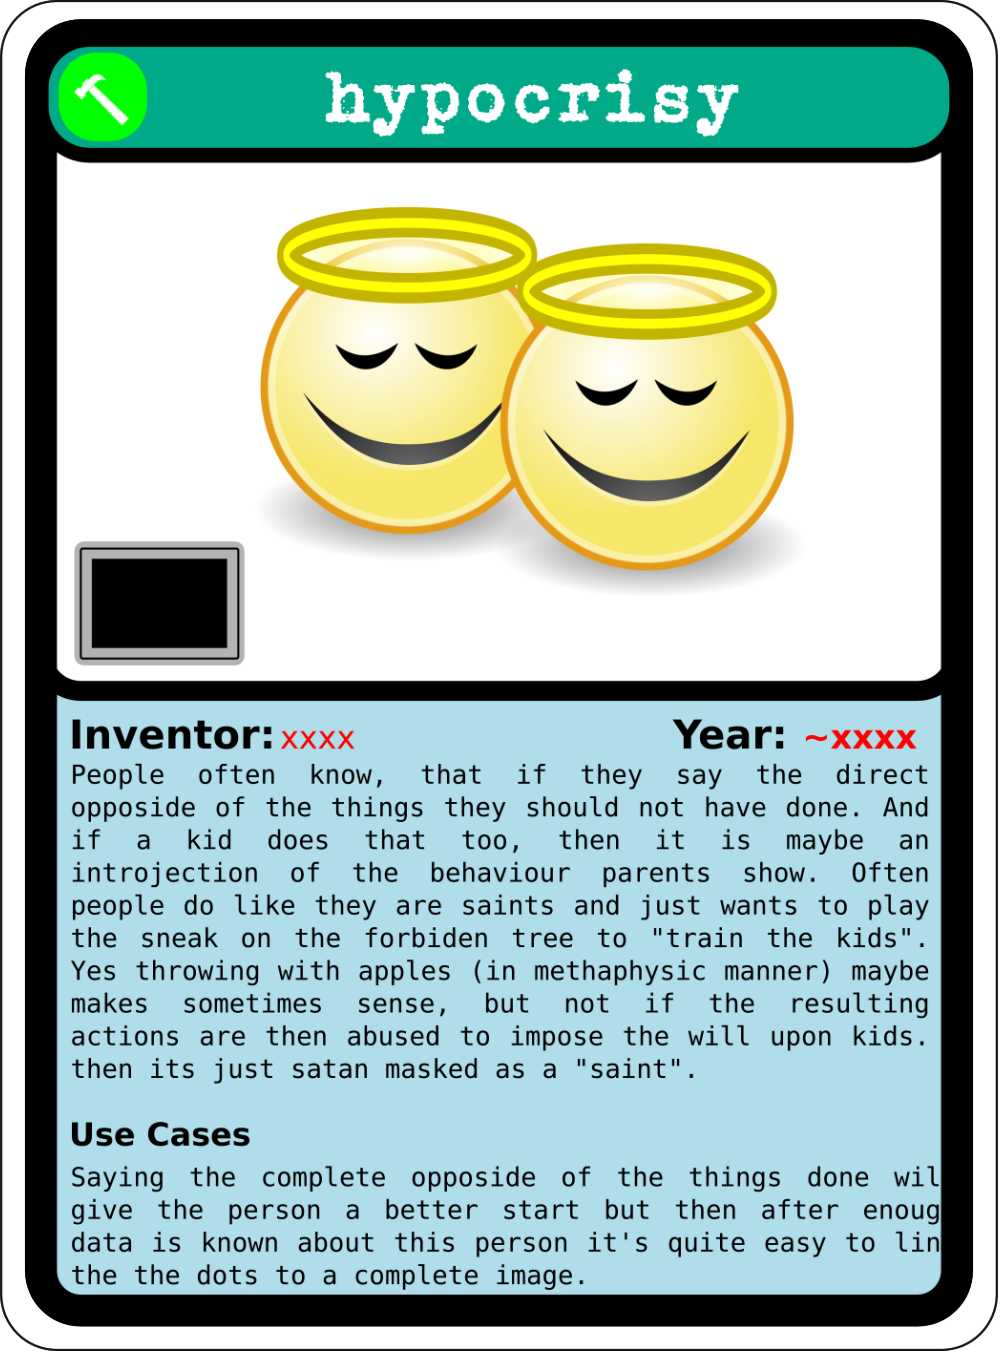 hypocrisy
Inventor: xxxx Year: ~xxxx
People often know, that if they say the direct
opposide of the things they should not have done. And
if a kid does that too, then it is maybe an
introjection of the behaviour parents show. Often
people do like they are saints and just wants to play
the sneak on the forbiden tree to "train the kids".
Yes throwing with apples (in methaphysic manner) maybe
makes sometimes sense, but not if the resulting
actions are then abused to impose the will upon kids.
then its just satan masked as a "saint".
Use Cases
Saying the complete opposide of the things done wil
give the person a better start but then after enoug
data is known about this person it's quite easy to lin
the the dots to a complete image.